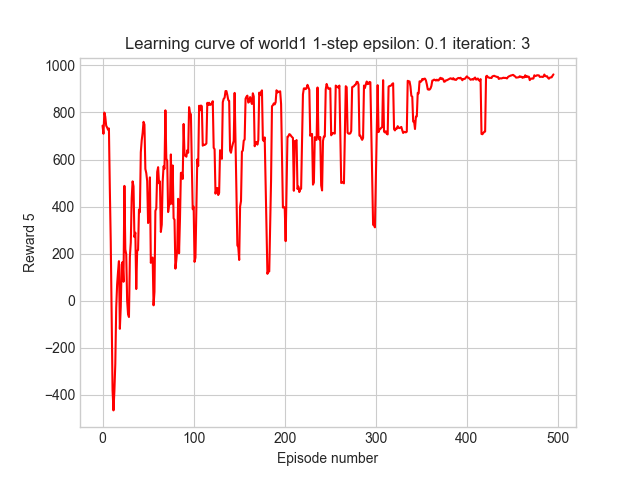 Learning curve of world1 1-step epsilon: 0.1 iteration: 3
1000
800
600
400
200
0
−200
−400
Reward 5
0 100 200 300 400 500
Episode number